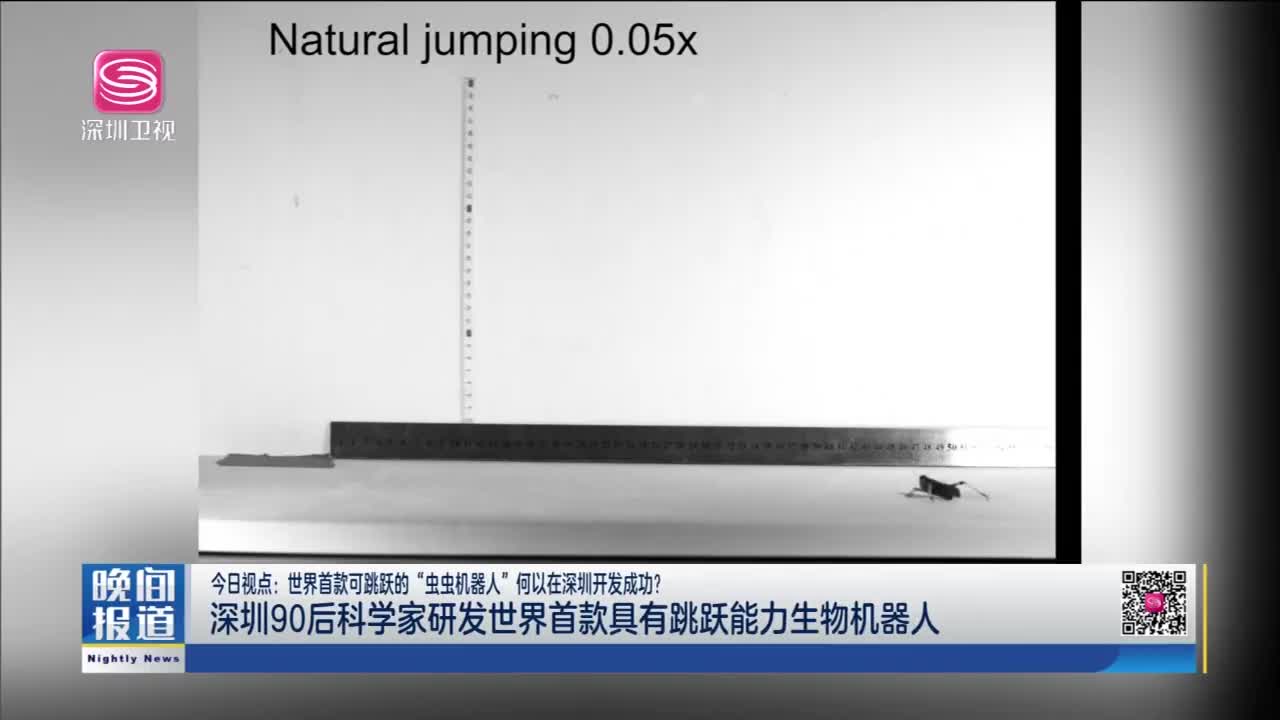 Natural jumping 0.05x
深圳卫视
晚间
报道
Nightly News
今日视点：世界首款可跳跃的“虫虫机器人”何以在深圳开发成功？
深圳90后科学家研发世界首款具有跳跃能力生物机器人